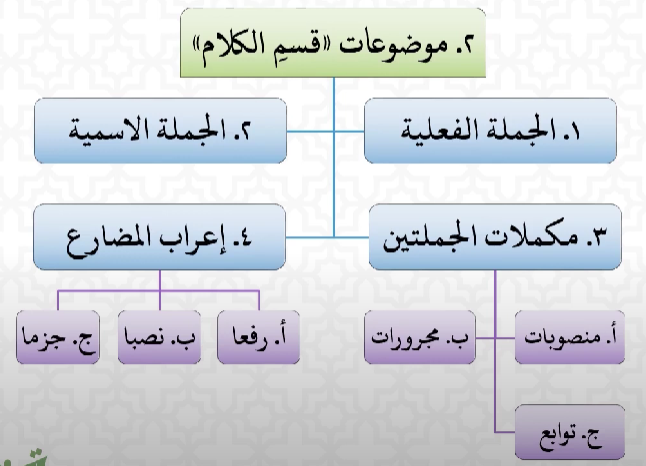 ٢. موضوعات «قسمِ الكلام»
١. الجملة الفعلية
٢. الجملة الاسمية
٣. مكملات الجملتين
٤. إعراب المضارع
أ. منصوبات
ب. مجرورات
ج. توابع
أ. رفعا
ب. نصبا
ج. جزما